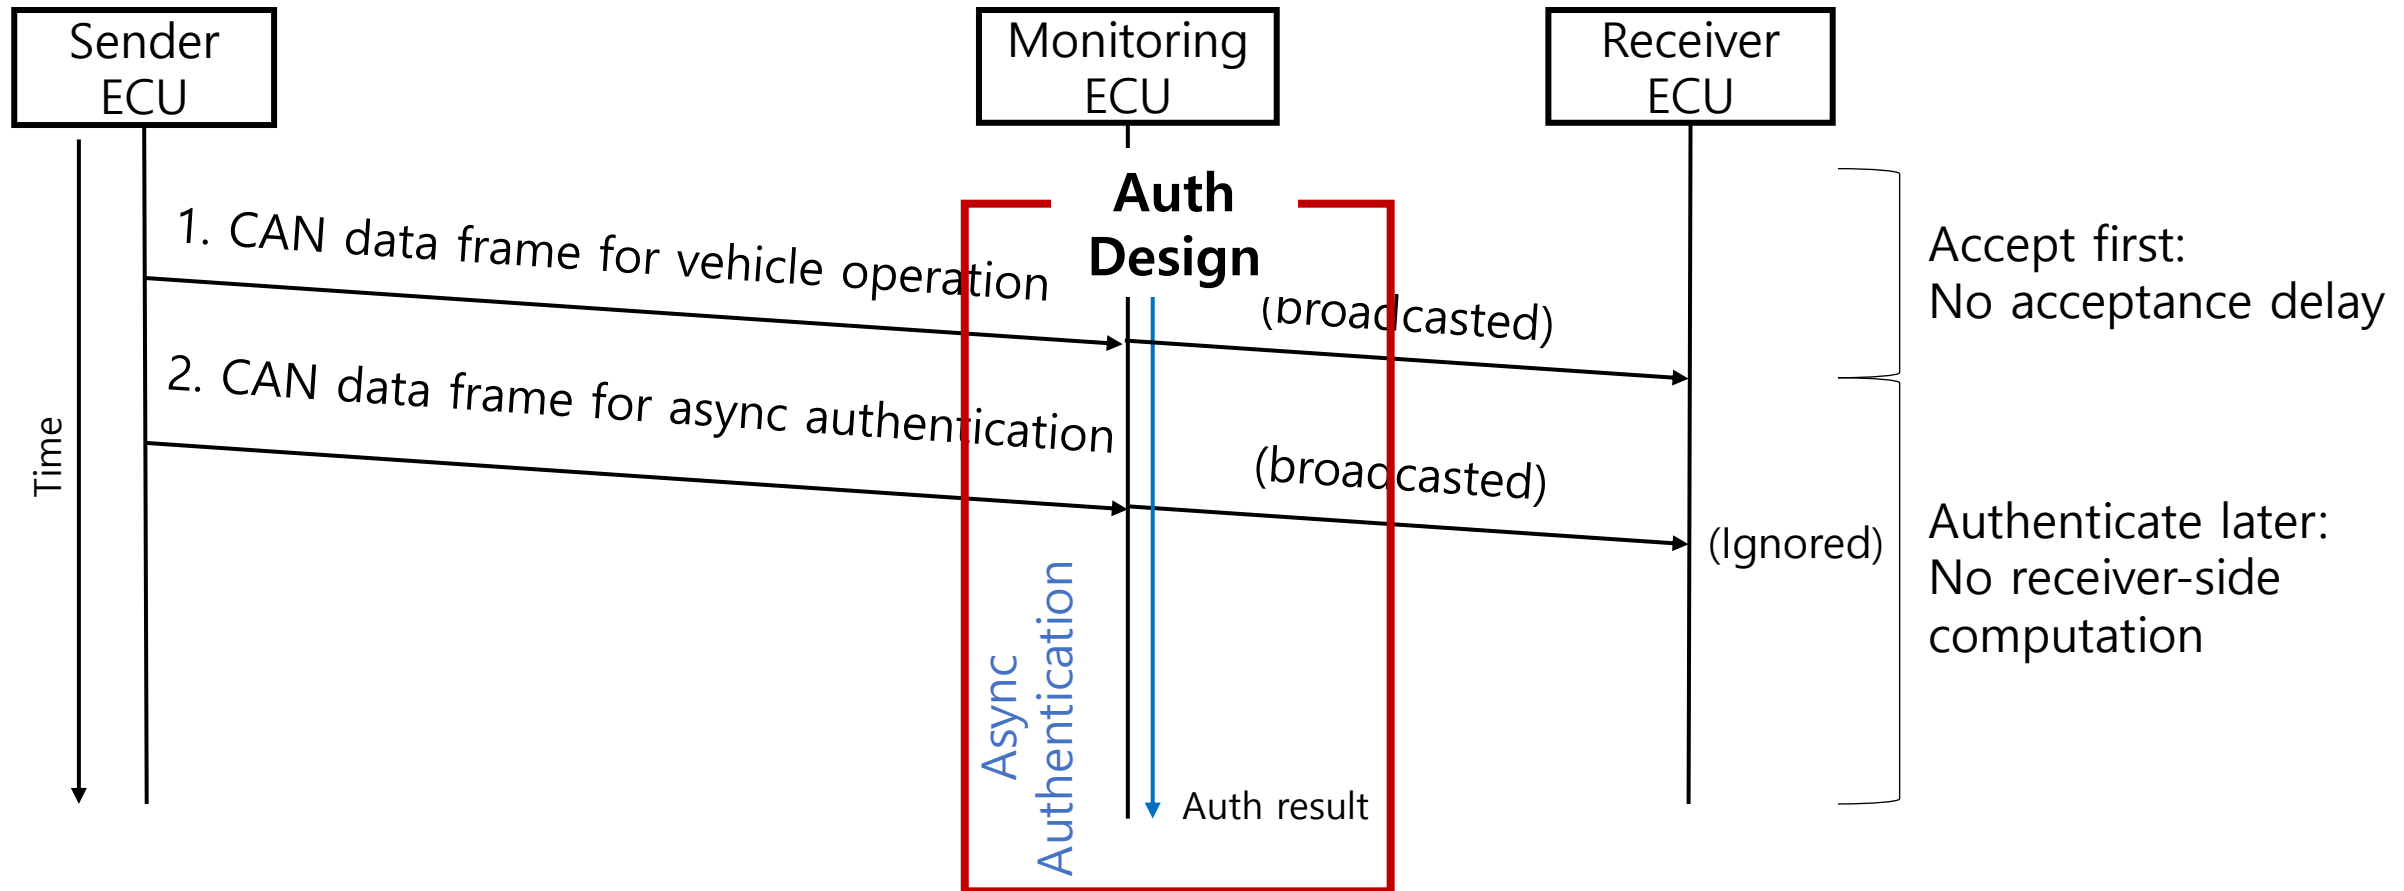 Sender
ECU
Monitoring
ECU
Receiver
ECU
Auth
Design
1. CAN data frame for vehicle operation
(broadcasted)
Accept first:
No acceptance delay
2. CAN data frame for async authentication
(broadcasted)
(Ignored)
Time
Authenticate later:
No receiver-side
computation
Async
Authentication
Auth result